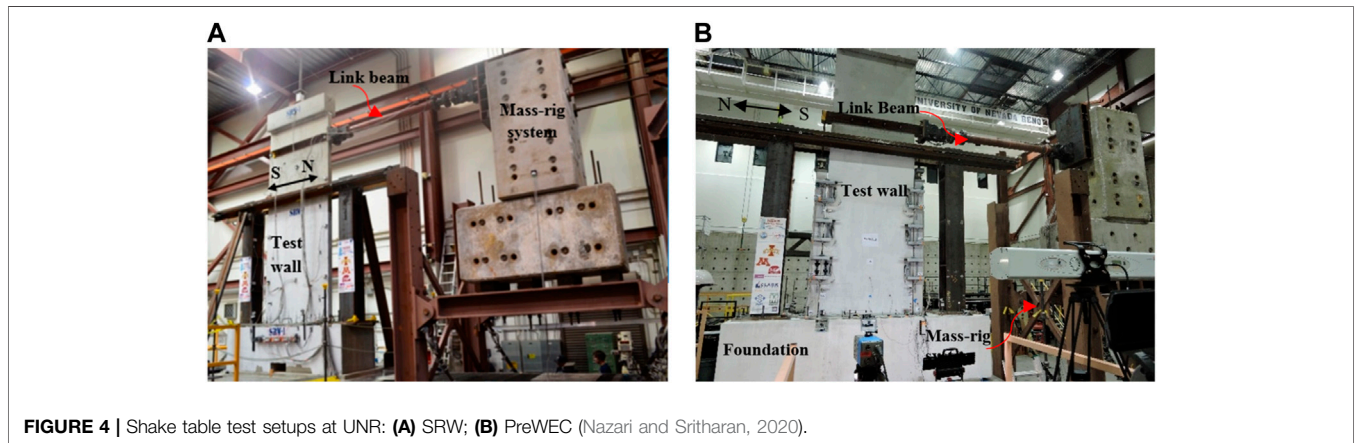 A
B
Link beam
Mass-rig
system
S N
Test
wall
N S
Link Beam
NIVERSITY OF NEVADA RENO
Test wall
Foundation
Mass-rig
FIGURE 4 | Shake table test setups at UNR: (A) SRW; (B) PreWEC (Nazari and Sritharan, 2020).